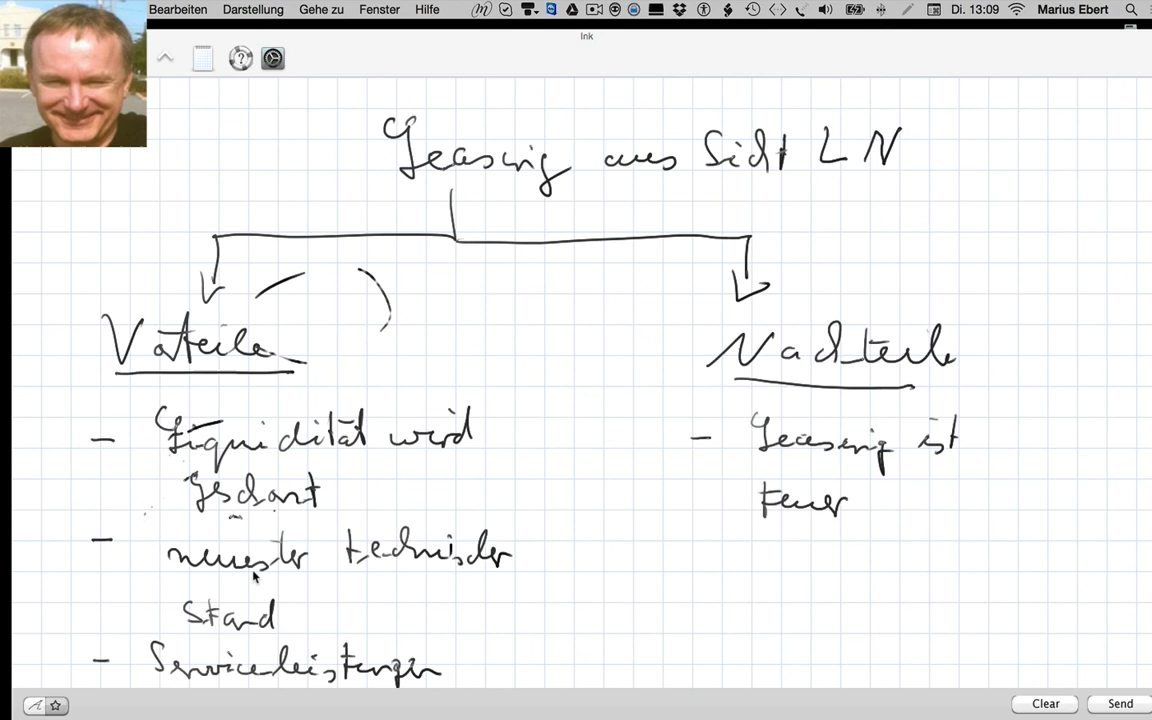 Bearbeiten Darstellung Gehe zu Fenster Hilfe Di. 13:09 Marius Ebert
Ink
Leasing aus Sicht LN
Vorteile
Nachteile
- Liquidität wird
geschont
- neuester technischer
Stand
- Serviceleistungen
- Leasing ist
teuer
Clear Send